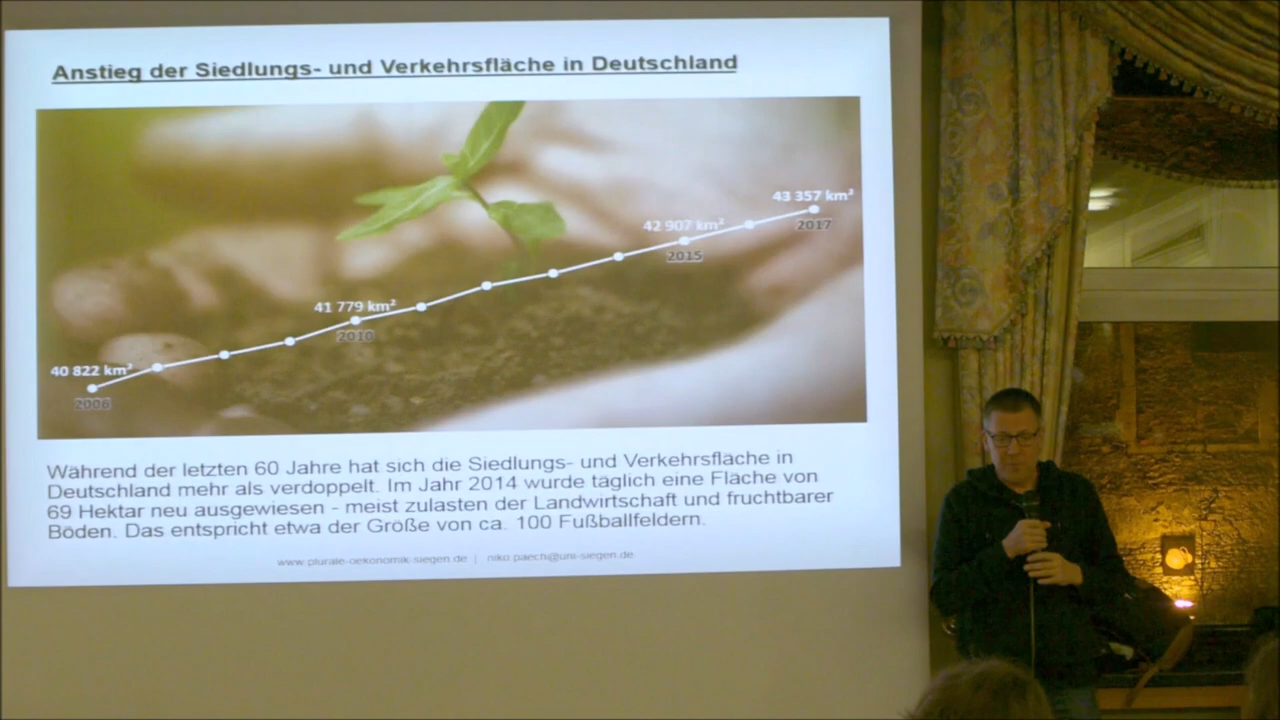 Anstieg der Siedlungs- und Verkehrsfläche in Deutschland
43 357 km²
2017
42 907 km²
2015
41 779 km²
2010
40 822 km²
2006
Während der letzten 60 Jahre hat sich die Siedlungs- und Verkehrsfläche in
Deutschland mehr als verdoppelt. Im Jahr 2014 wurde täglich eine Fläche von
69 Hektar neu ausgewiesen - meist zulasten der Landwirtschaft und fruchtbarer
Böden. Das entspricht etwa der Größe von ca. 100 Fußballfeldern.
www.plurale-oekonomik-siegen.de | niko.paech@uni-siegen.de